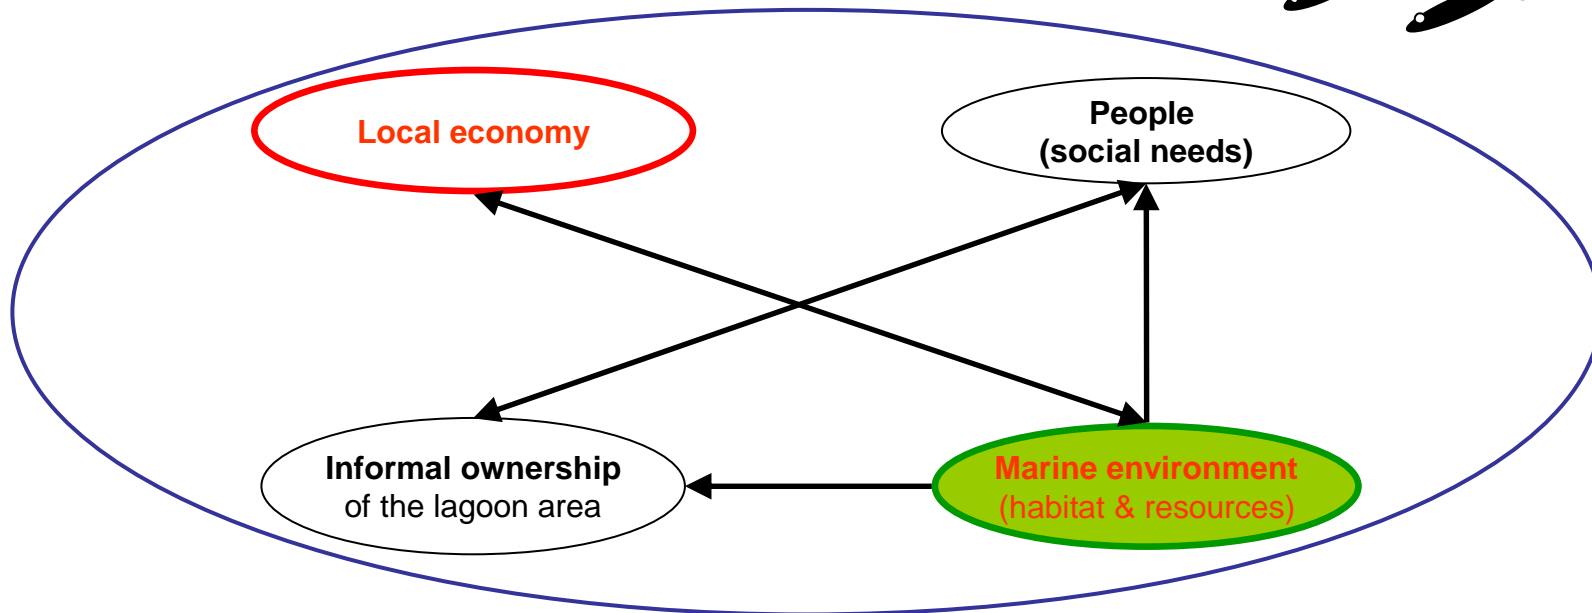 Local economy
People
(social needs)
Informal ownership
of the lagoon area
Marine environment
(habitat & resources)